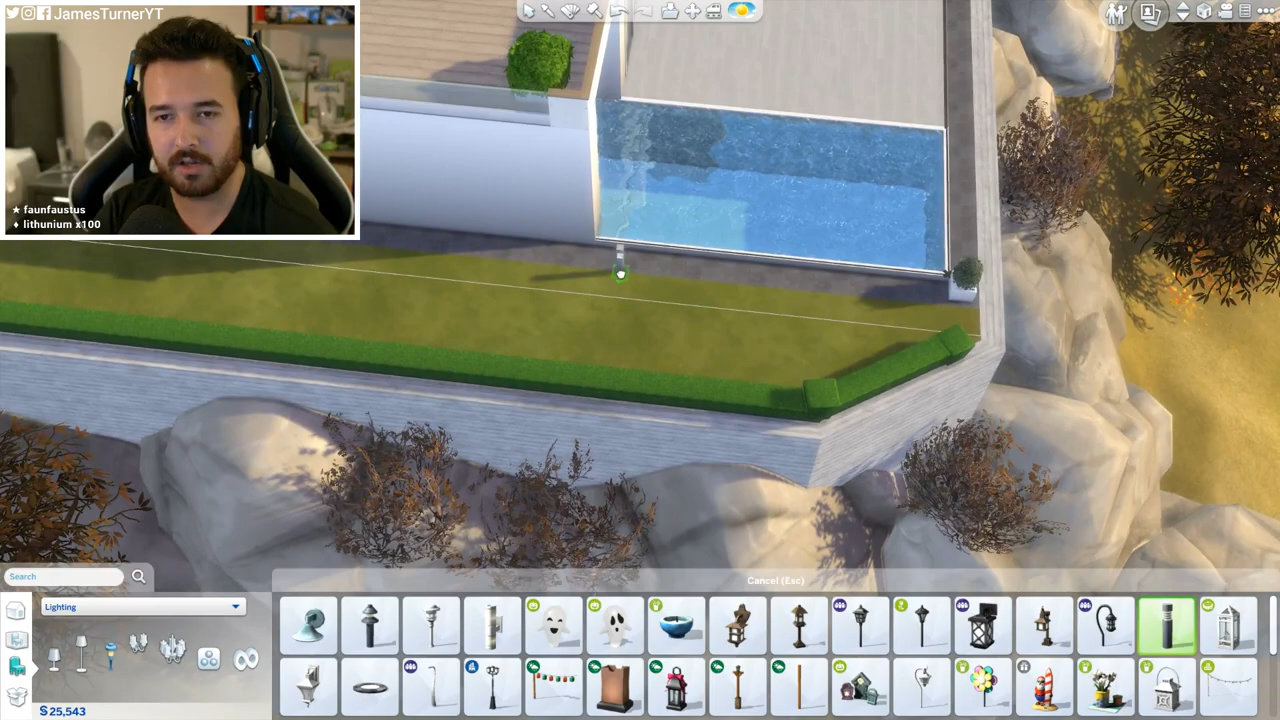 JamesTurnerYT
★ faunfaustus
♦ lithunium x100
Cancel (Esc)
Search
Lighting
§25,543